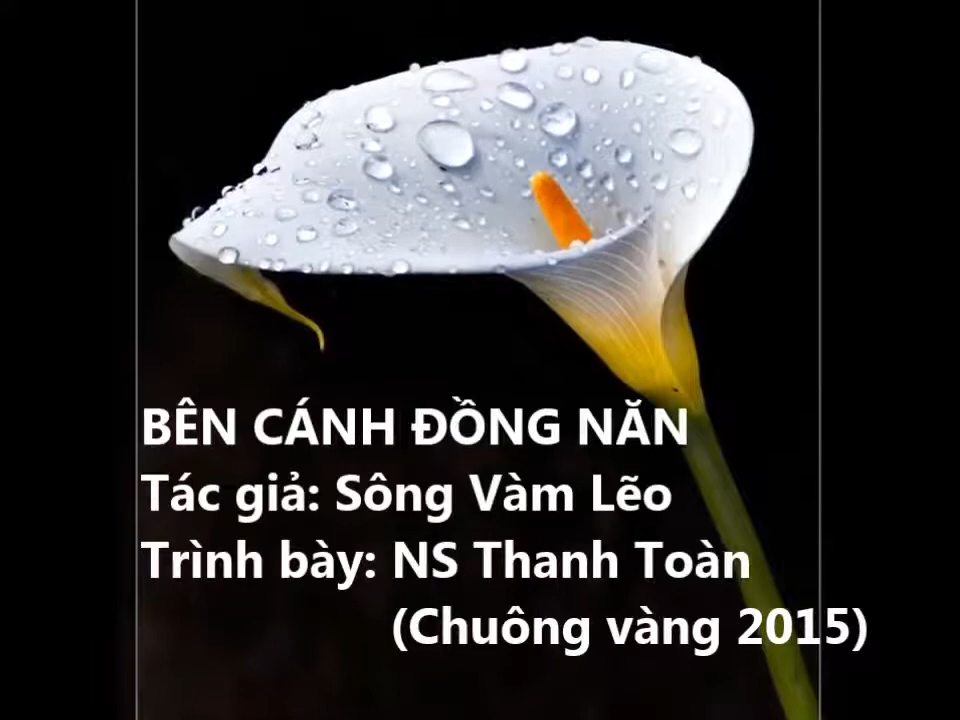 BÊN CÁNH ĐỒNG NĂN
Tác giả: Sông Vàm Lẽo
Trình bày: NS Thanh Toàn
(Chuông vàng 2015)